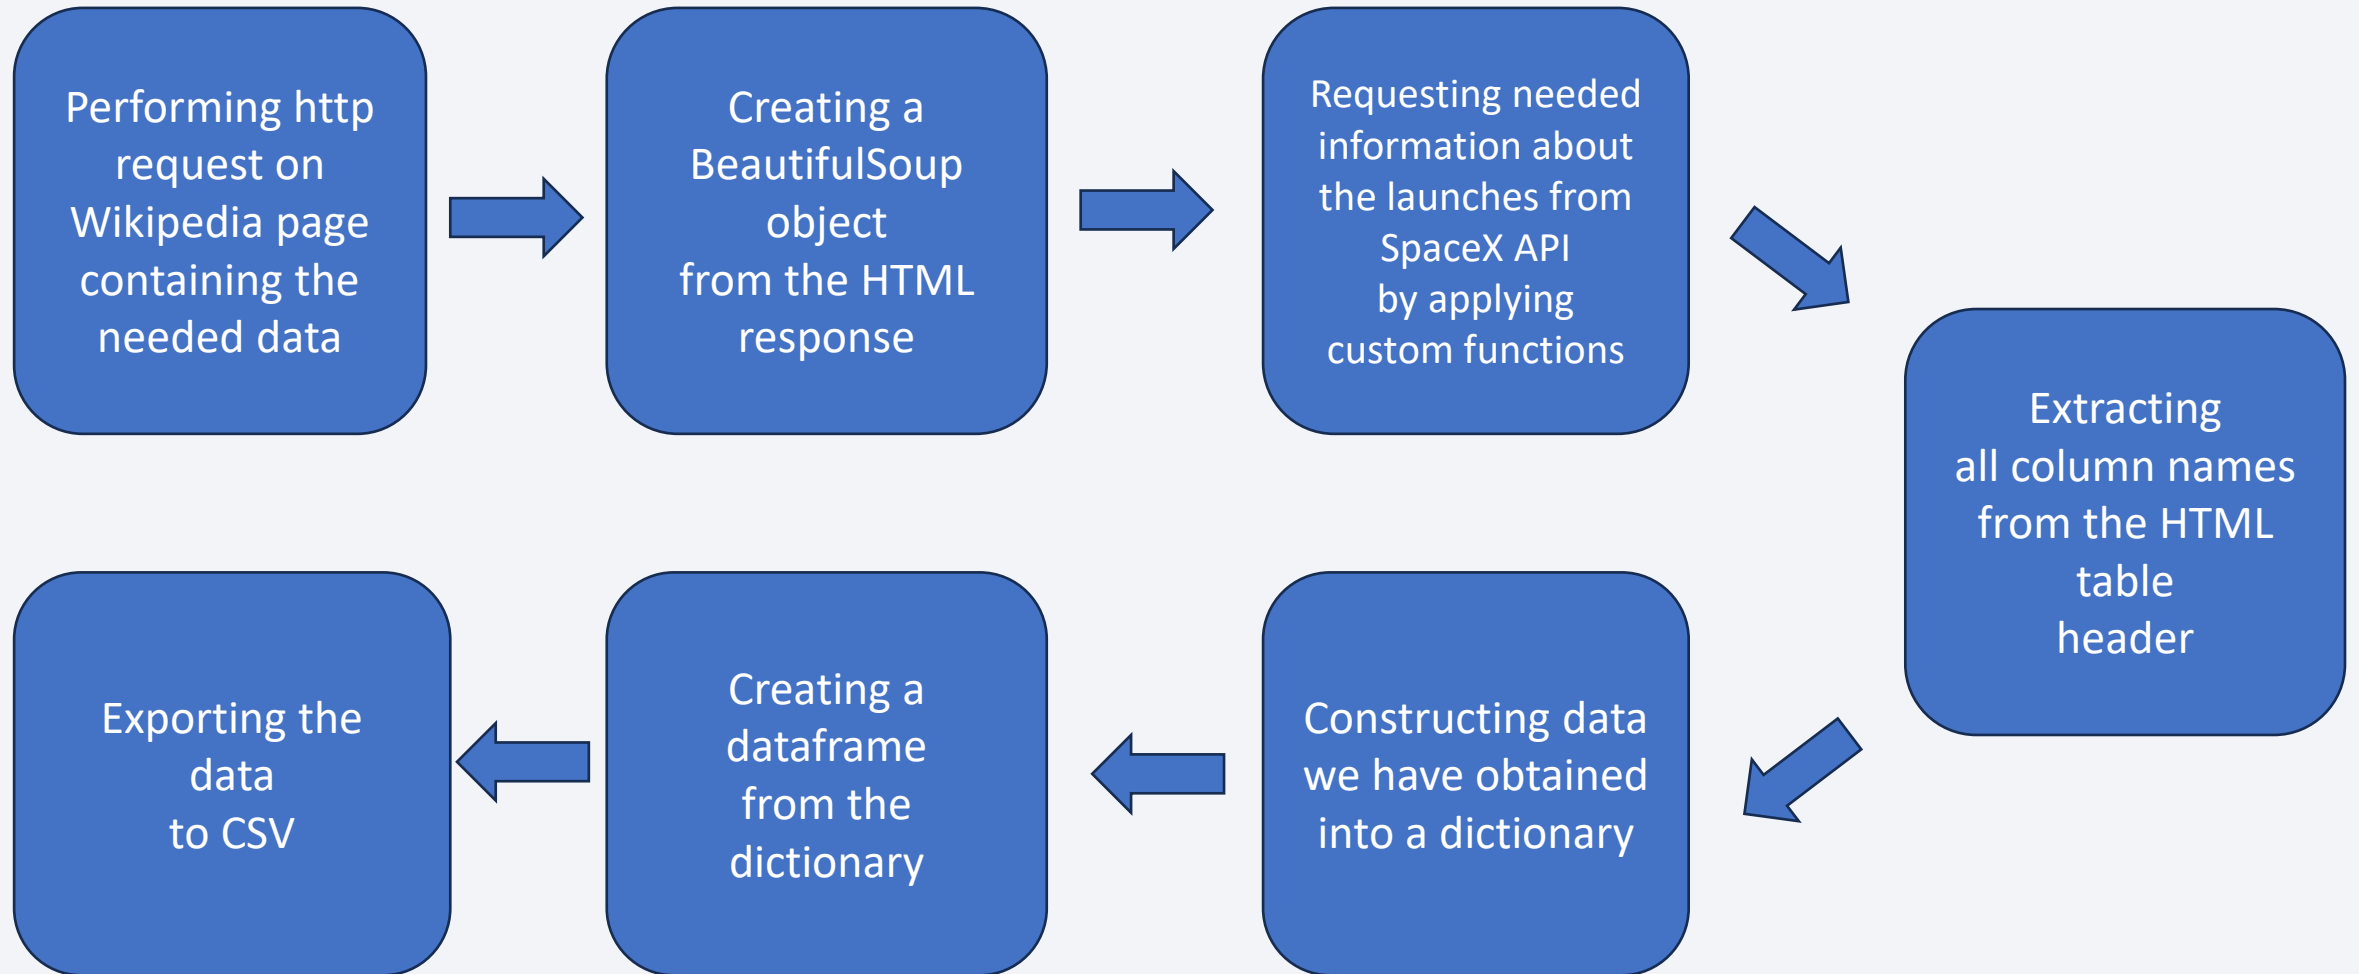 Performing http
request on
Wikipedia page
containing the
needed data
Creating a
BeautifulSoup
object
from the HTML
response
Requesting needed
information about
the launches from
SpaceX API
by applying
custom functions
Extracting
all column names
from the HTML
table
header
Constructing data
we have obtained
into a dictionary
Creating a
dataframe
from the
dictionary
Exporting the
data
to CSV